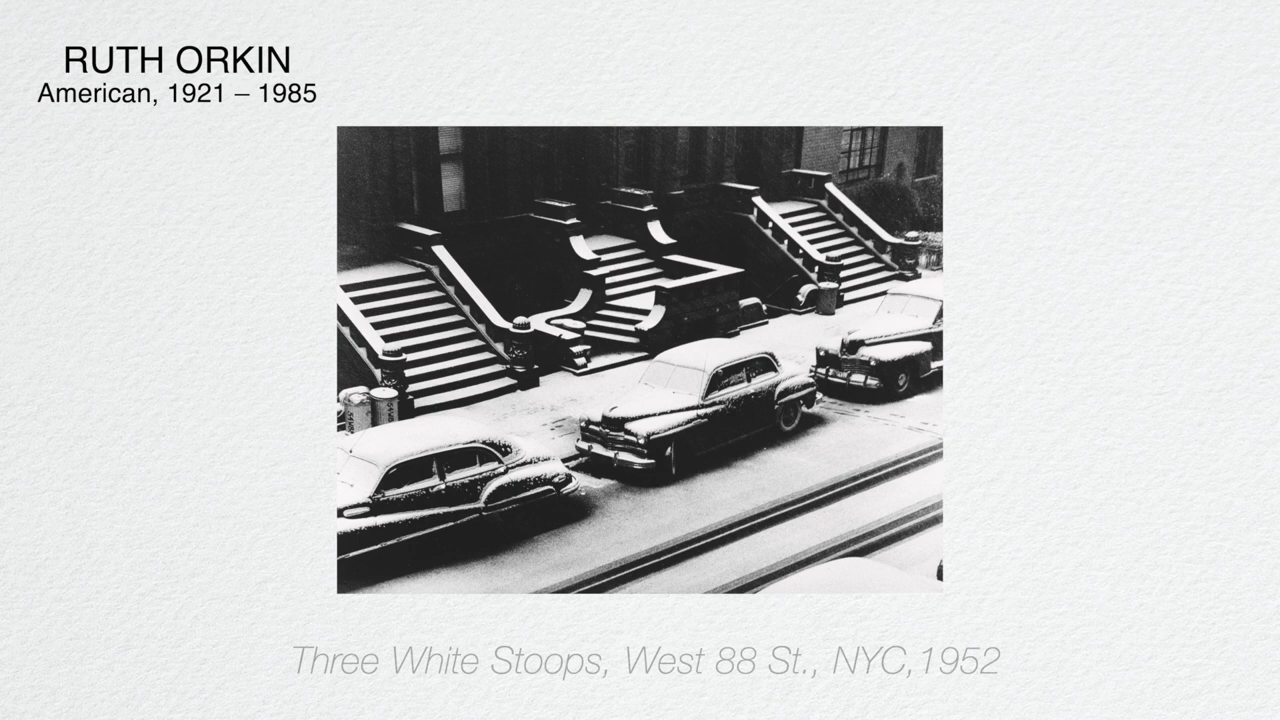 RUTH ORKIN
American, 1921 – 1985
Three White Stoops, West 88 St., NYC,1952